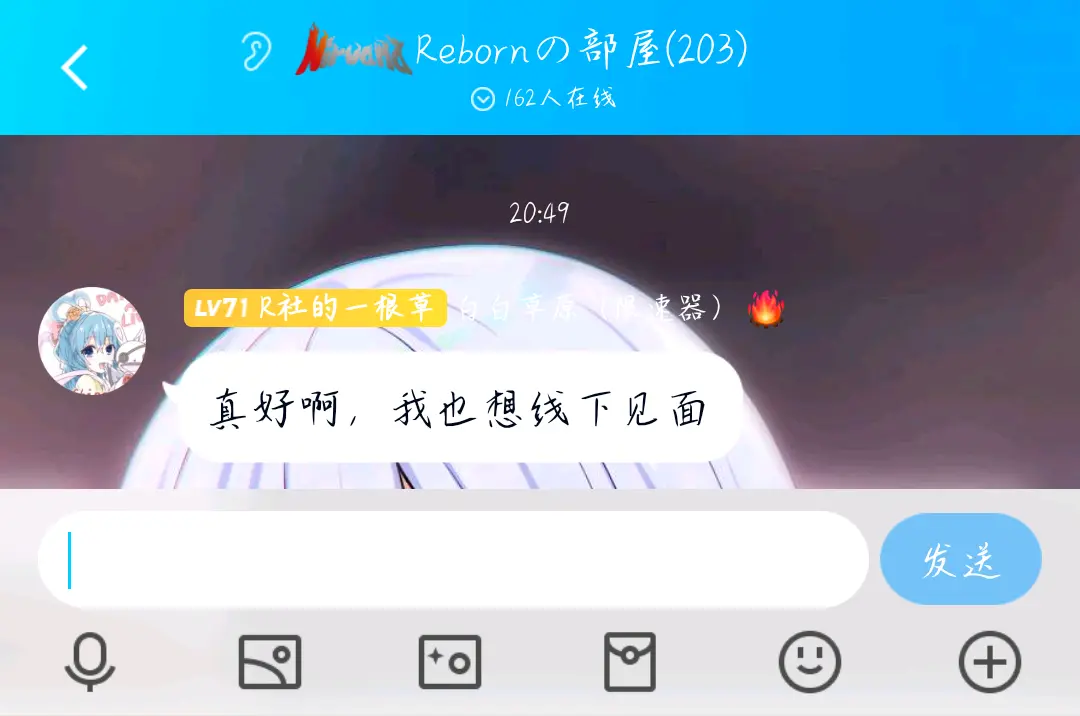 Nirvana Rebornの部屋(203)
162人在线
20:49
LV71 R社的一根草 白白草原（限速器）
真好啊，我也想线下见面
发送